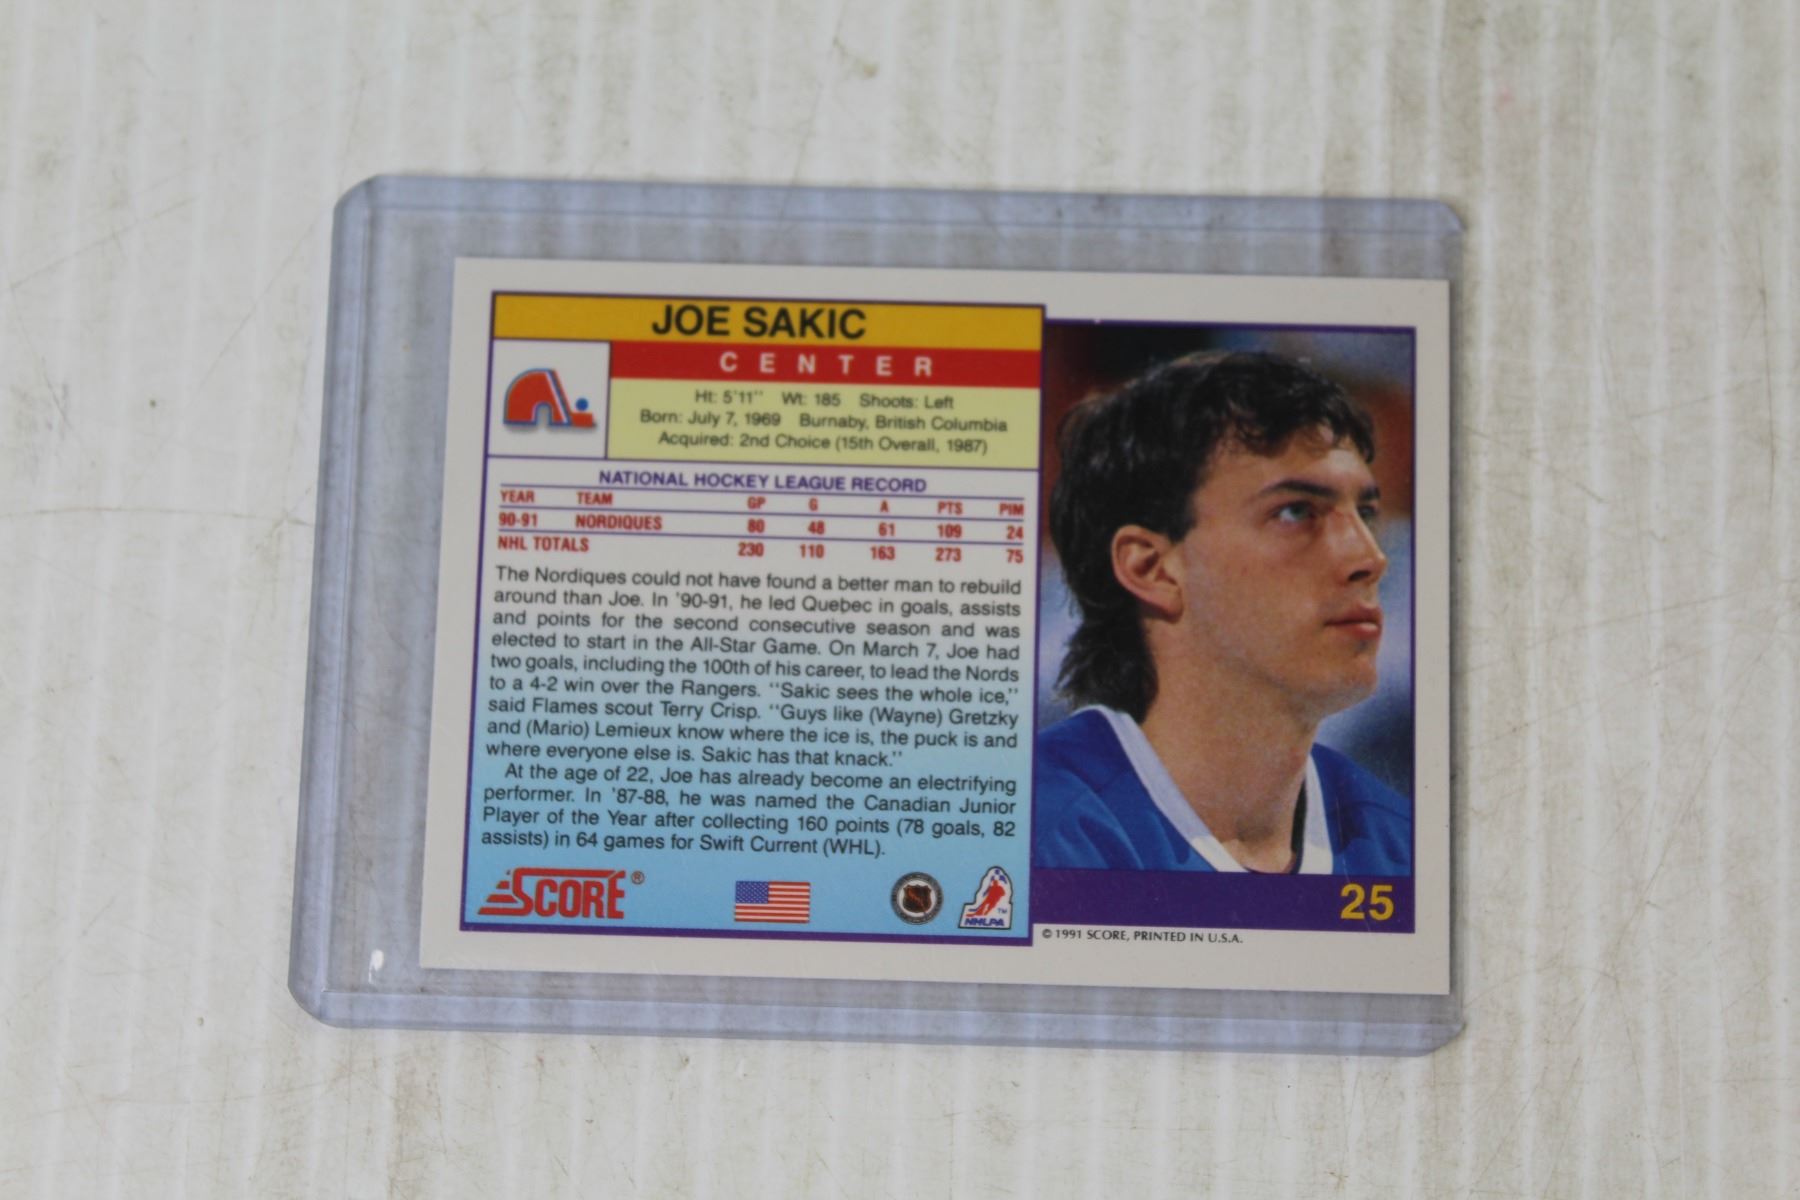 JOE SAKIC
CENTER
Ht: 5'11'' Wt: 185 Shoots: Left
Born: July 7, 1969 Burnaby, British Columbia
Acquired: 2nd Choice (15th Overall, 1987)
NATIONAL HOCKEY LEAGUE RECORD
YEAR TEAM GP G A PTS PIM
90-91 NORDIQUES 80 48 61 109 24
NHL TOTALS 230 110 163 273 75
The Nordiques could not have found a better man to rebuild
around than Joe. In '90-91, he led Quebec in goals, assists
and points for the second consecutive season and was
elected to start in the All-Star Game. On March 7, Joe had
two goals, including the 100th of his career, to lead the Nords
to a 4-2 win over the Rangers. ''Sakic sees the whole ice,''
said Flames scout Terry Crisp. ''Guys like (Wayne) Gretzky
and (Mario) Lemieux know where the ice is, the puck is and
where everyone else is. Sakic has that knack.''
At the age of 22, Joe has already become an electrifying
performer. In '87-88, he was named the Canadian Junior
Player of the Year after collecting 160 points (78 goals, 82
assists) in 64 games for Swift Current (WHL).
SCORE®
NHLPA TM
25
© 1991 SCORE, PRINTED IN U.S.A.